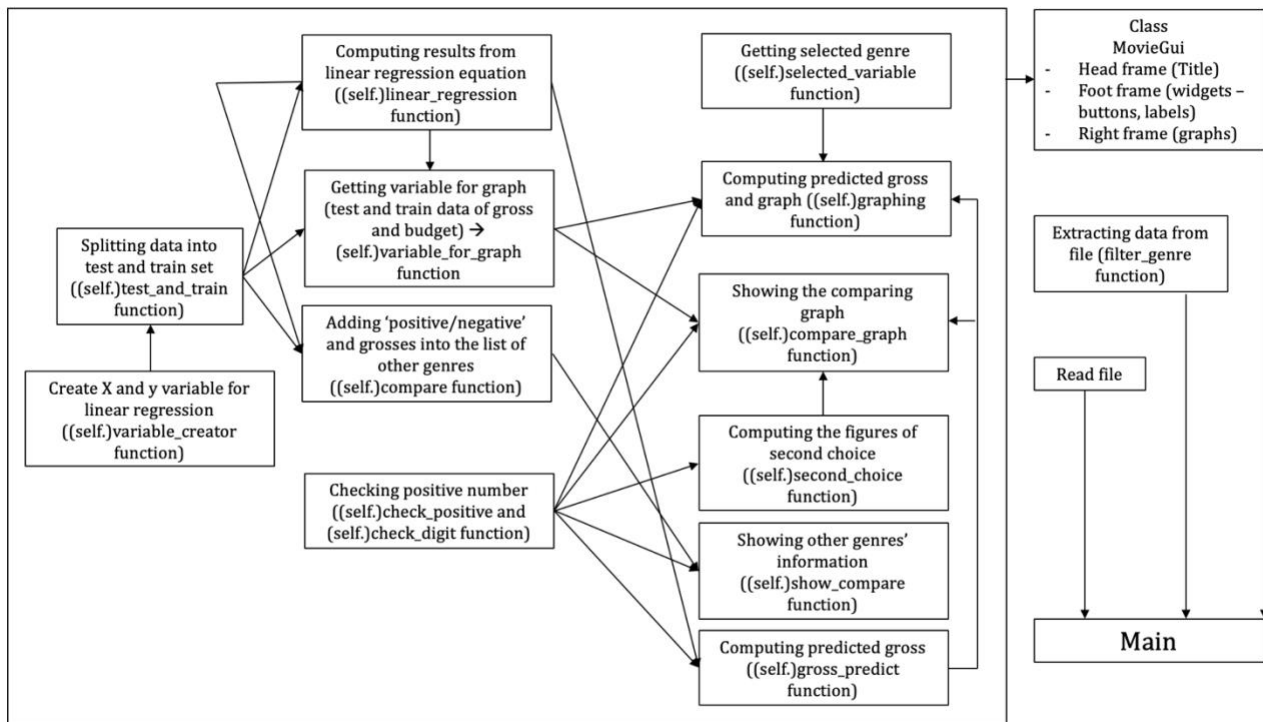 Computing results from
linear regression equation
((self.)linear_regression
function)
Getting selected genre
((self.)selected_variable
function)
Class
MovieGui
- Head frame (Title)
- Foot frame (widgets –
buttons, labels)
- Right frame (graphs)
Getting variable for graph
(test and train data of gross
and budget) →
(self.)variable_for_graph
function
Computing predicted gross
and graph ((self.)graphing
function)
Splitting data into
test and train set
((self.)test_and_train
function)
Extracting data from
file (filter_genre
function)
Adding ‘positive/negative’
and grosses into the list of
other genres
((self.)compare function)
Showing the comparing
graph
((self.)compare_graph
function)
Create X and y variable for
linear regression
((self.)variable_creator
function)
Read file
Computing the figures of
second choice
((self.)second_choice
function)
Checking positive number
((self.)check_positive and
(self.)check_digit function)
Showing other genres’
information
((self.)show_compare
function)
Computing predicted gross
((self.)gross_predict
function)
Main